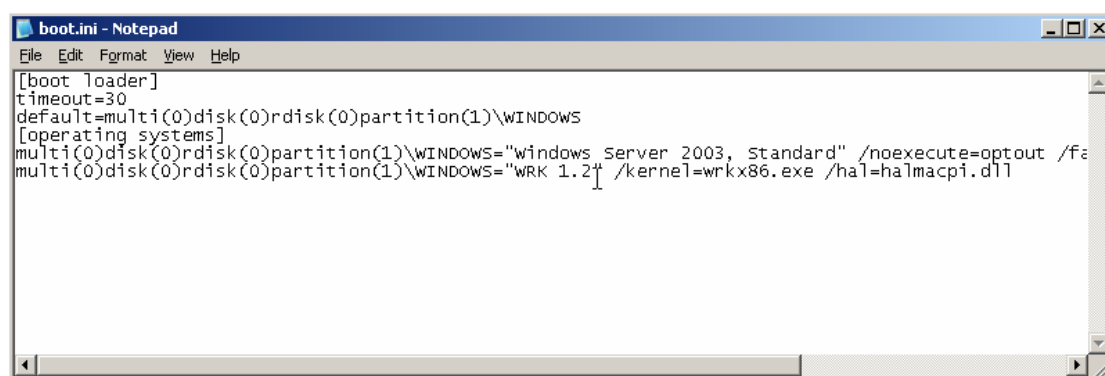 boot.ini - Notepad
File Edit Format View Help
[boot loader]
timeout=30
default=multi(0)disk(0)rdisk(0)partition(1)\WINDOWS
[operating systems]
multi(0)disk(0)rdisk(0)partition(1)\WINDOWS="Windows Server 2003, Standard" /noexecute=optout /fa
multi(0)disk(0)rdisk(0)partition(1)\WINDOWS="WRK 1.2" /kernel=wrkx86.exe /hal=halmacpi.dll